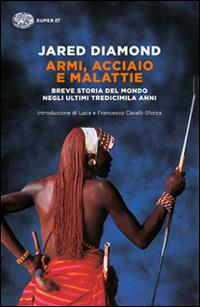 SUPER ET
JARED DIAMOND
ARMI, ACCIAIO
E MALATTIE
BREVE STORIA DEL MONDO
NEGLI ULTIMI TREDICIMILA ANNI
Introduzione di Luca e Francesco Cavalli-Sforza